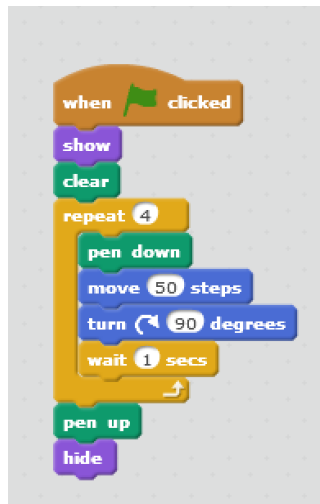 when clicked
show
clear
repeat 4
pen down
move 50 steps
turn 90 degrees
wait 1 secs
pen up
hide